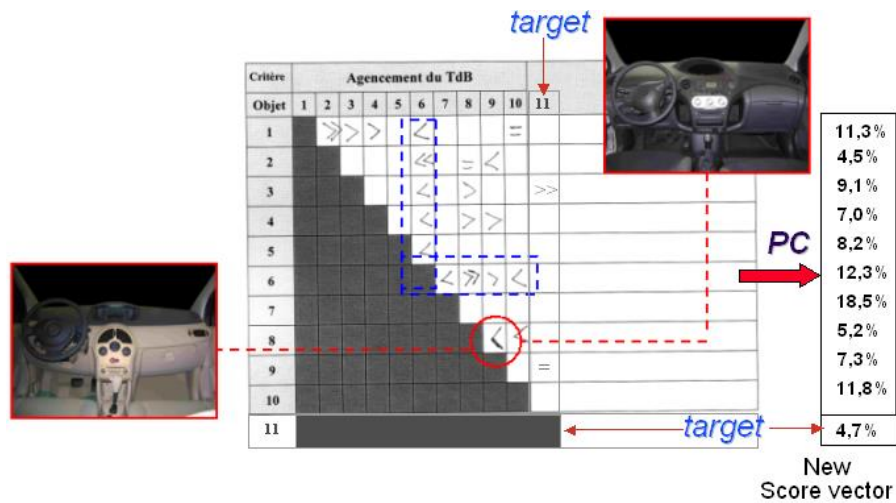 target
Critère Agencement du TdB
Objet 1 2 3 4 5 6 7 8 9 10 11
1 >> > > < =
2 << = <
3 < > >>
4 < > >
5 <
6 < >> > <
7
8 < <
9 =
10
11
target
PC
11,3%
4,5%
9,1%
7,0%
8,2%
12,3%
18,5%
5,2%
7,3%
11,8%
4,7%
New
Score vector